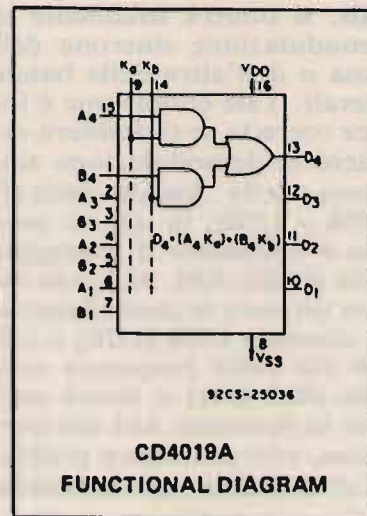 Ka Kb VDD
9 14 16
A4 15
B4 1
A3 2
B3 3
A2 4
B2 5
A1 6
B1 7
13 D4
12 D3
11 D2
10 D1
D4=(A4 Ka)+(B4 Kb)
8
VSS
92CS-25036
CD4019A
FUNCTIONAL DIAGRAM